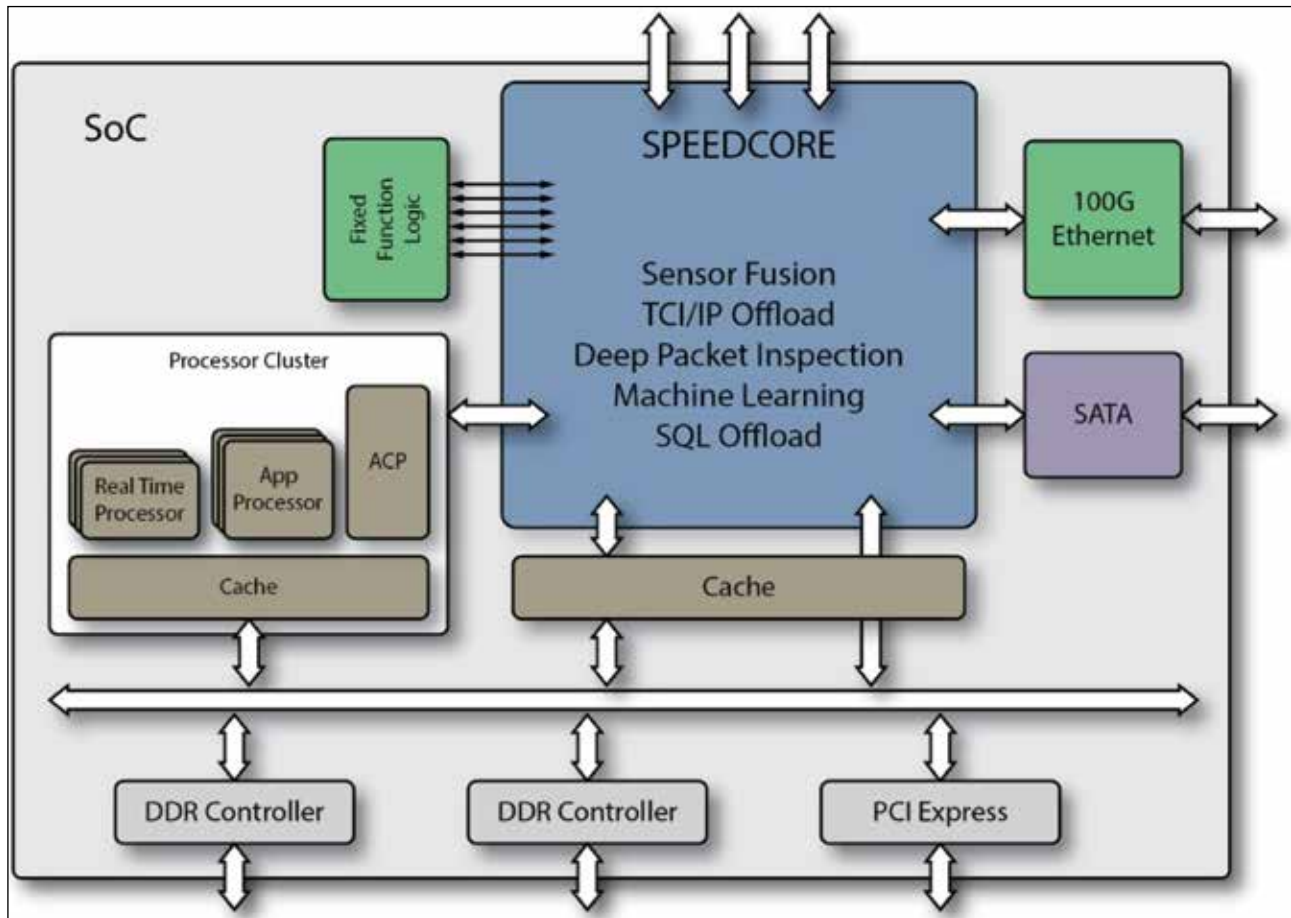 SoC
SPEEDCORE
Fixed
Function
Logic
100G
Ethernet
Sensor Fusion
TCI/IP Offload
Deep Packet Inspection
Machine Learning
SQL Offload
SATA
Processor Cluster
Real Time
Processor
App
Processor
ACP
Cache
Cache
DDR Controller
DDR Controller
PCI Express